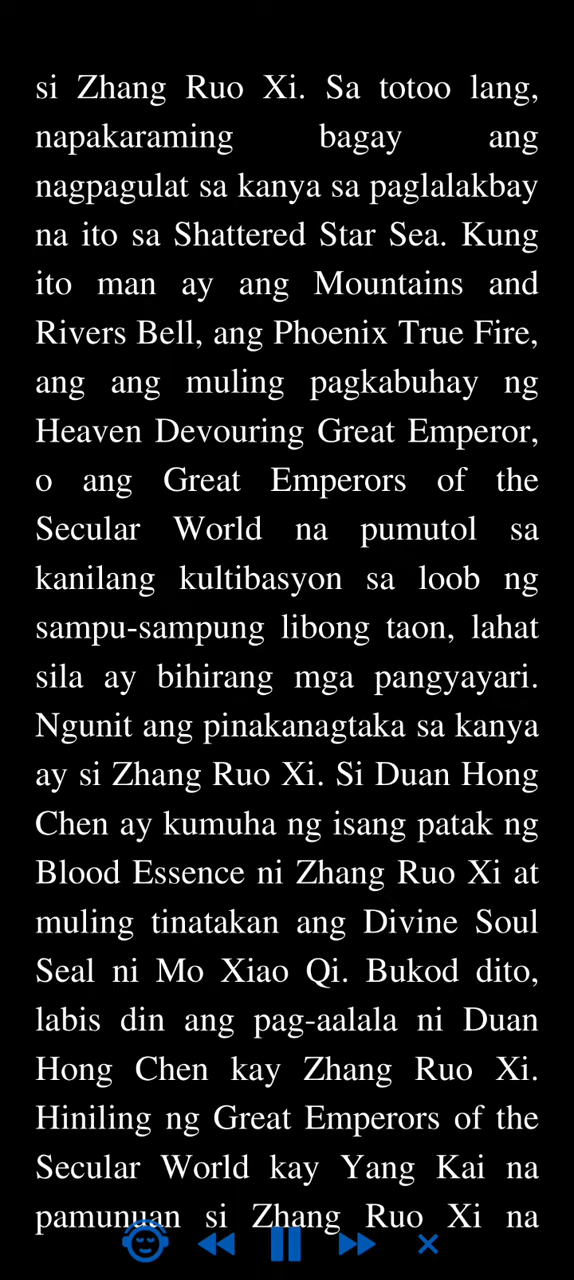 si Zhang Ruo Xi. Sa totoo lang,
napakaraming bagay ang
nagpagulat sa kanya sa paglalakbay
na ito sa Shattered Star Sea. Kung
ito man ay ang Mountains and
Rivers Bell, ang Phoenix True Fire,
ang ang muling pagkabuhay ng
Heaven Devouring Great Emperor,
o ang Great Emperors of the
Secular World na pumutol sa
kanilang kultibasyon sa loob ng
sampu-sampung libong taon, lahat
sila ay bihirang mga pangyayari.
Ngunit ang pinakanagtaka sa kanya
ay si Zhang Ruo Xi. Si Duan Hong
Chen ay kumuha ng isang patak ng
Blood Essence ni Zhang Ruo Xi at
muling tinatakan ang Divine Soul
Seal ni Mo Xiao Qi. Bukod dito,
labis din ang pag-aalala ni Duan
Hong Chen kay Zhang Ruo Xi.
Hiniling ng Great Emperors of the
Secular World kay Yang Kai na
pamunuan si Zhang Ruo Xi na